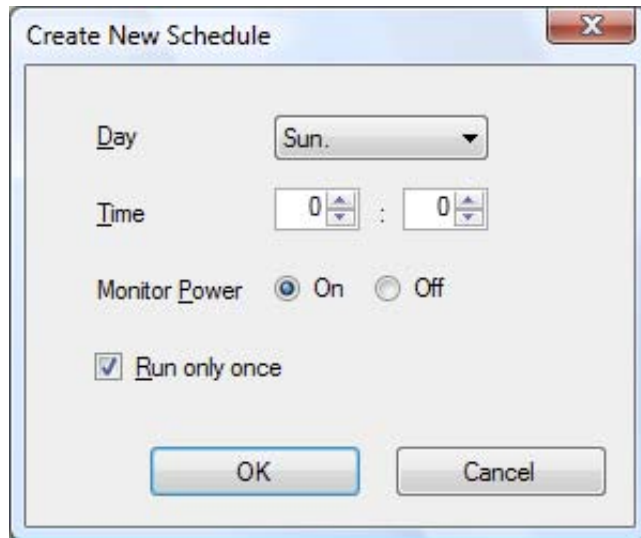 Create New Schedule
Day Sun.
Time 0 : 0
Monitor Power On Off
Run only once
OK Cancel